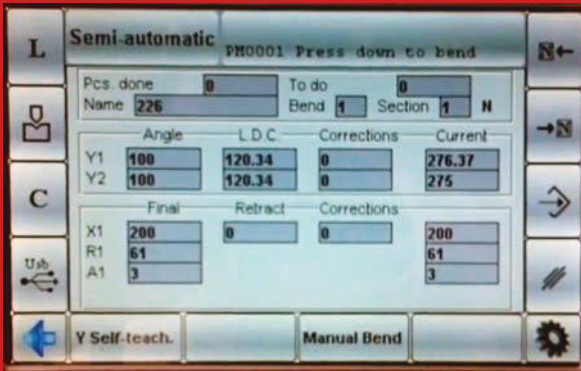 L
Semi-automatic
PM0001 Press down to bend
Pcs. done 0 To do 0
Name 226 Bend 1 Section 1 N
Angle L.D.C. Corrections Current
Y1 100 120.34 0 276.37
Y2 100 120.34 0 275
Final Retract Corrections
X1 200 0 0 200
R1 61 61
A1 3 3
C
Usb
N
N
Y Self-teach. Manual Bend